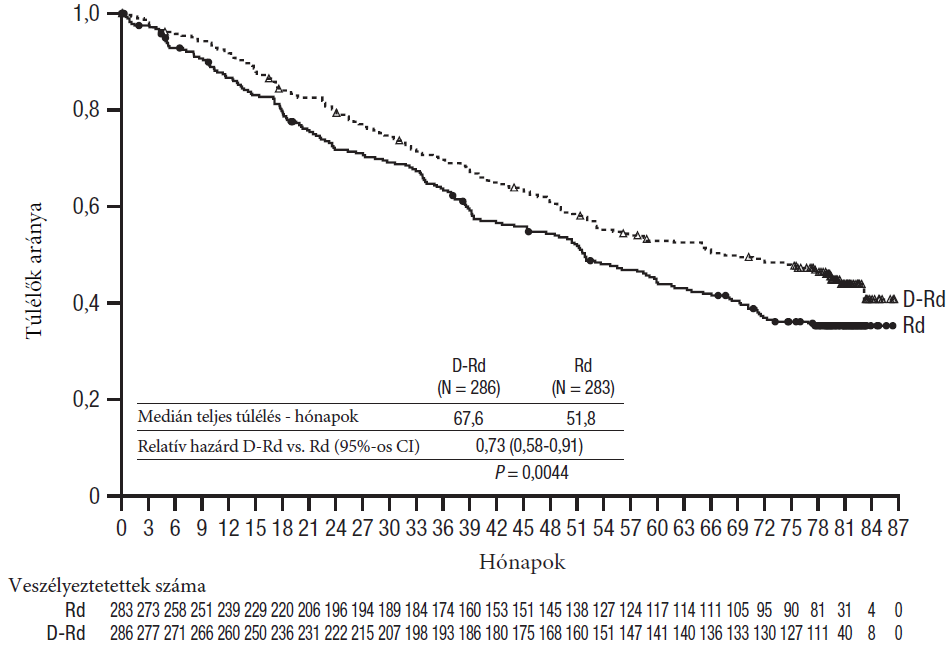 1,0
0,8
0,6
0,4
0,2
0
Túlélők aránya
D-Rd
Rd
D-Rd Rd
(N = 286) (N = 283)
Medián teljes túlélés - hónapok 67,6 51,8
Relatív hazárd D-Rd vs. Rd (95%-os CI) 0,73 (0,58-0,91)
P = 0,0044
0 3 6 9 12 15 18 21 24 27 30 33 36 39 42 45 48 51 54 57 60 63 66 69 72 75 78 81 84 87
Hónapok
Veszélyeztetettek száma
Rd 283 273 258 251 239 229 220 206 196 194 189 184 174 160 153 151 145 138 127 124 117 114 111 105 95 90 81 31 4 0
D-Rd 286 277 271 266 260 250 236 231 222 215 207 198 193 186 180 175 168 160 151 147 141 140 136 133 130 127 111 40 8 0